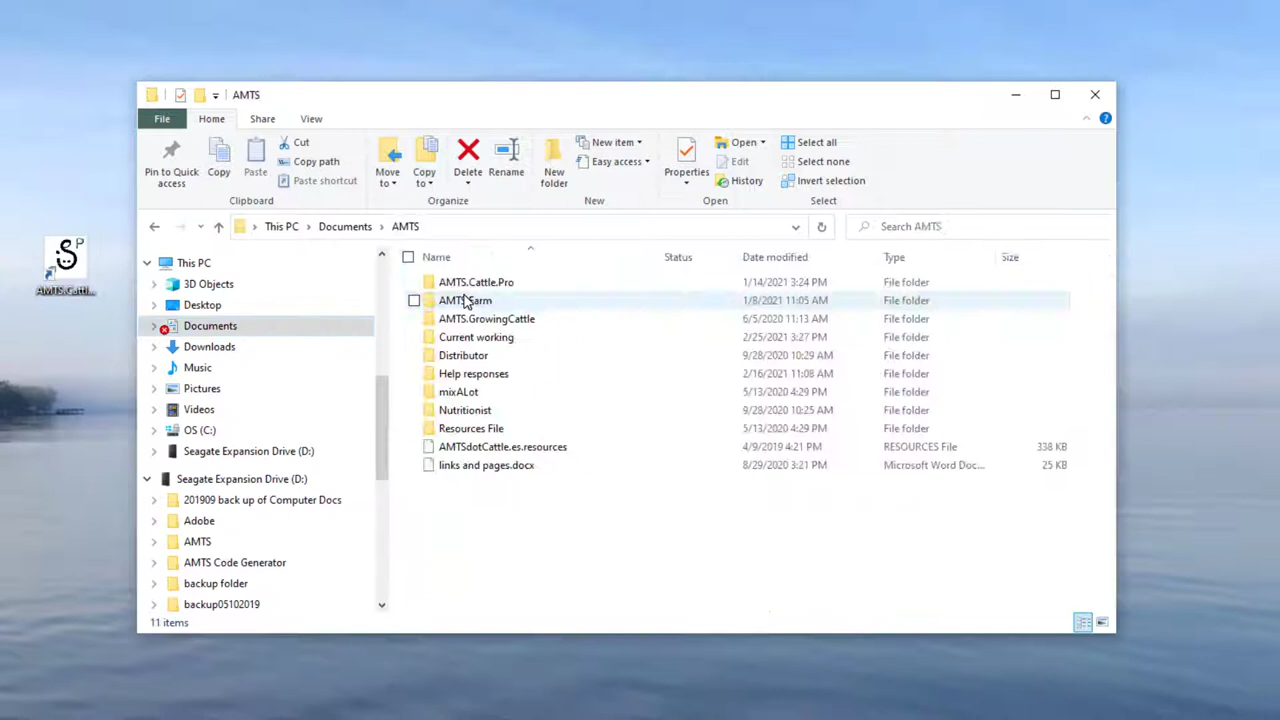 AMTS
File Home Share View
Pin to Quick access
Copy
Paste
Cut
Copy path
Paste shortcut
Clipboard
Move to
Copy to
Delete
Rename
Organize
New folder
New item
Easy access
New
Properties
Open
Edit
History
Open
Select all
Select none
Invert selection
Select
This PC > Documents > AMTS
Search AMTS
P
S
AMTS.Cattl...
This PC
3D Objects
Desktop
Documents
Downloads
Music
Pictures
Videos
OS (C:)
Seagate Expansion Drive (D:)
Seagate Expansion Drive (D:)
201909 back up of Computer Docs
Adobe
AMTS
AMTS Code Generator
backup folder
backup05102019
Name Status Date modified Type Size
AMTS.Cattle.Pro 1/14/2021 3:24 PM File folder
AMTS.Farm 1/8/2021 11:05 AM File folder
AMTS.GrowingCattle 6/5/2020 11:13 AM File folder
Current working 2/25/2021 3:27 PM File folder
Distributor 9/28/2020 10:29 AM File folder
Help responses 2/16/2021 11:08 AM File folder
mixALot 5/13/2020 4:29 PM File folder
Nutritionist 9/28/2020 10:25 AM File folder
Resources File 5/13/2020 4:29 PM File folder
AMTSdotCattle.es.resources 4/9/2019 4:21 PM RESOURCES File 338 KB
links and pages.docx 8/29/2020 3:21 PM Microsoft Word Doc... 25 KB
11 items